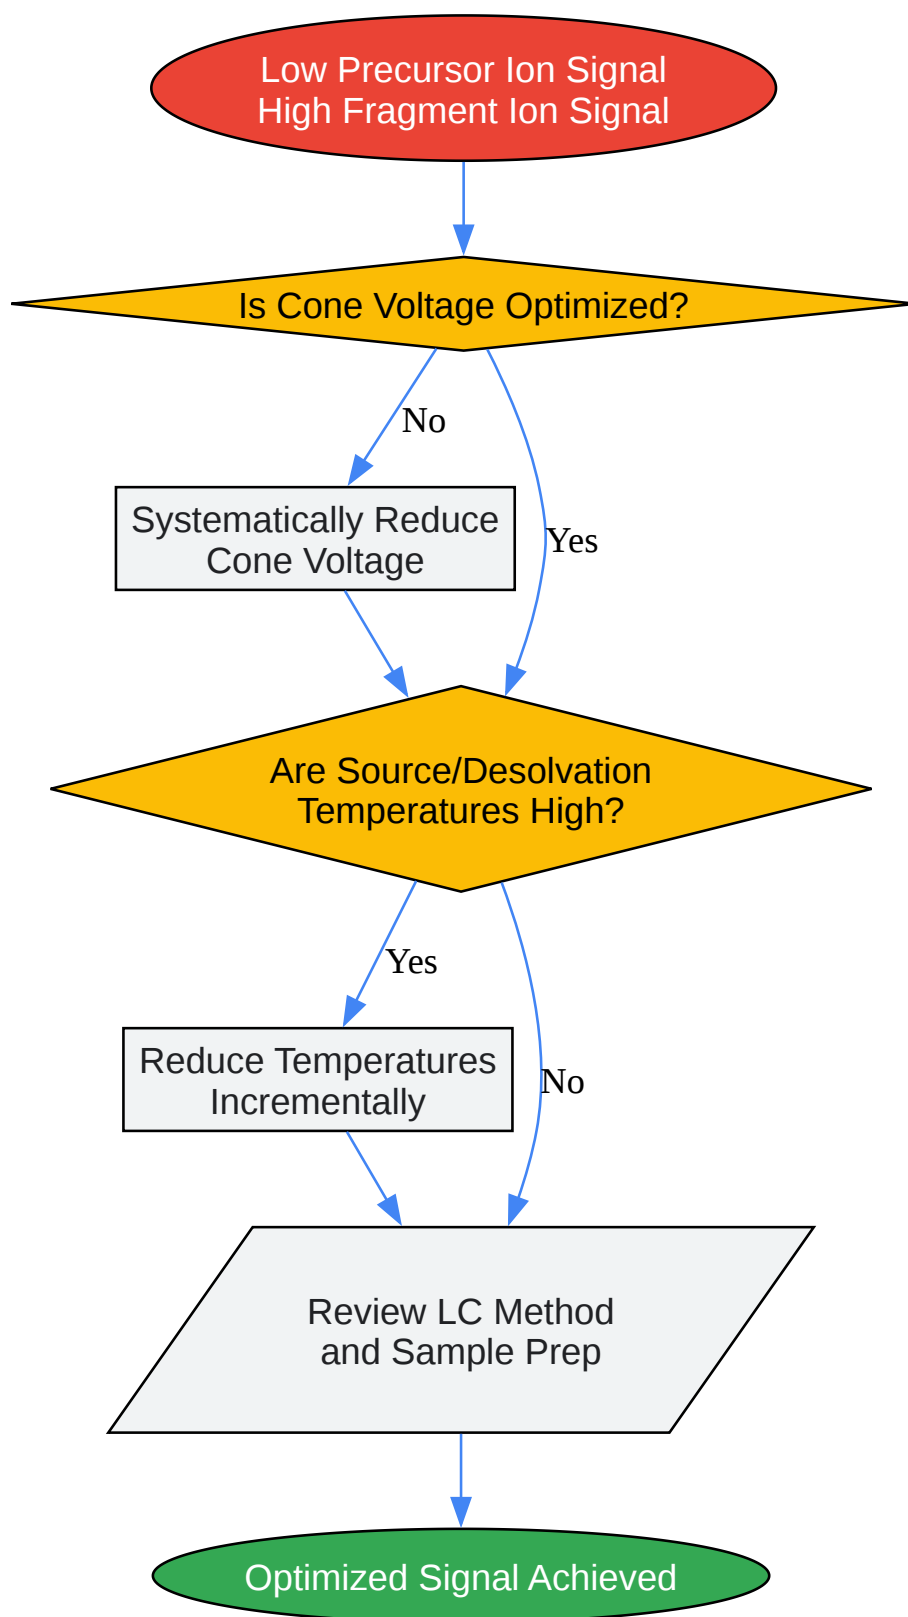 Low Precursor Ion Signal
High Fragment Ion Signal
Is Cone Voltage Optimized?
No
Systematically Reduce
Cone Voltage
Yes
Are Source/Desolvation
Temperatures High?
Yes
Reduce Temperatures
Incrementally
No
Review LC Method
and Sample Prep
Optimized Signal Achieved